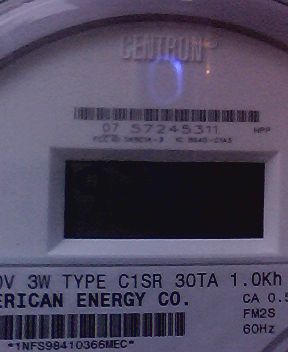 CENTRON
07 57245311 HPP
0V 3W TYPE C1SR 30TA 1.0Kh
ERICAN ENERGY CO.
CA 0.5
FM2S
60Hz
*1NFS98410366MEC*